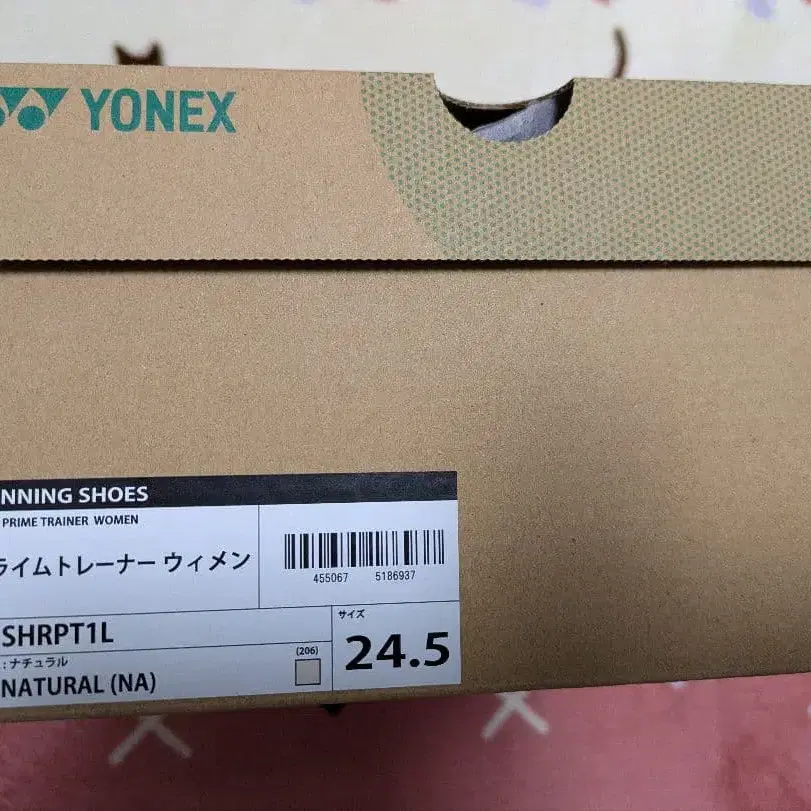 YONEX
NNING SHOES
PRIME TRAINER WOMEN
ライムトレーナー ウィメン
455067 5186937
SHRPT1L
サイズ
24.5
: ナチュラル
(206)
NATURAL (NA)